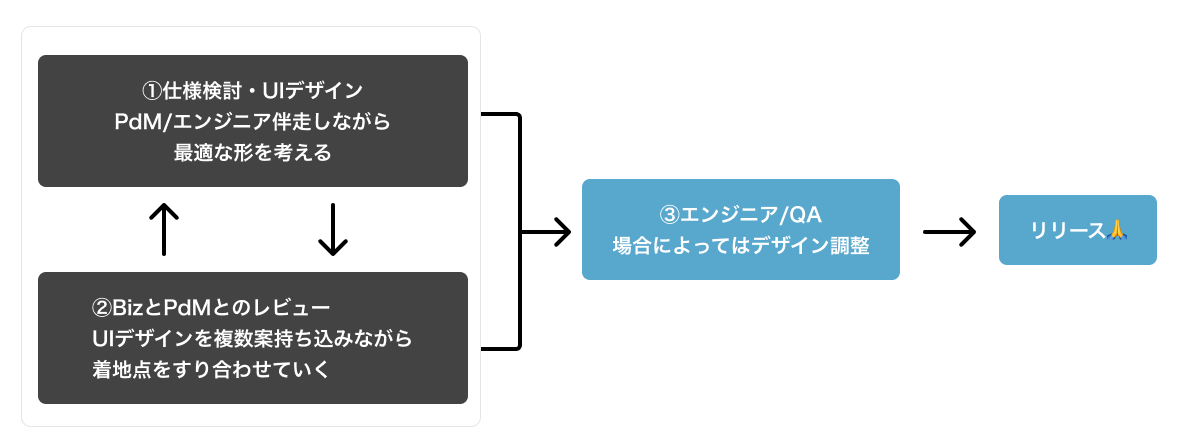 ①仕様検討・UIデザイン
PdM/エンジニア伴走しながら
最適な形を考える
②BizとPdMとのレビュー
UIデザインを複数案持ち込みながら
着地点をすり合わせていく
③エンジニア/QA
場合によってはデザイン調整
リリース🙏